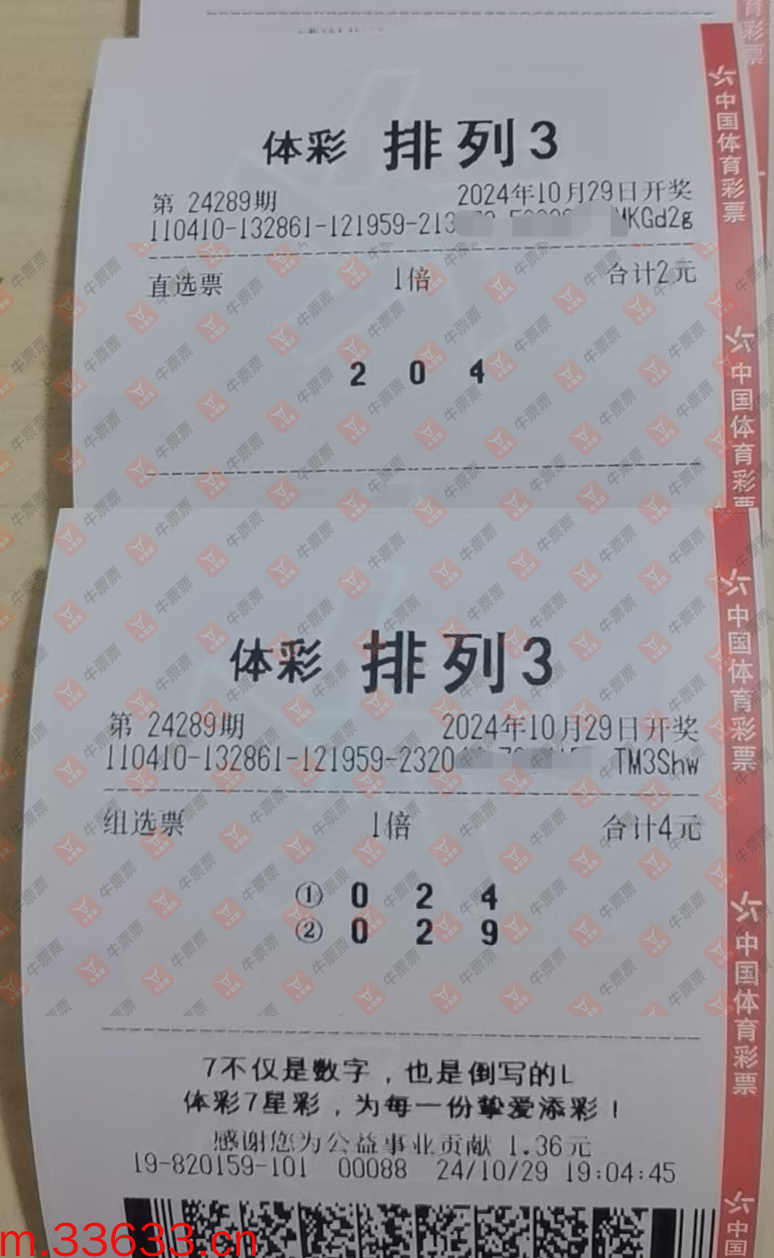 体彩 排列3
第 24289期 2024年10月29日开奖
110410-132861-121959-213 MKGd2g
直选票 1倍 合计2元
2 0 4
中国体育彩票
中国体育彩票
体彩 排列3
第 24289期 2024年10月29日开奖
110410-132861-121959-2320 TM3Shw
组选票 1倍 合计4元
① 0 2 4
② 0 2 9
7不仅是数字，也是倒写的L
体彩7星彩，为每一份挚爱添彩！
感谢您为公益事业贡献 1.36元
19-820159-101 00088 24/10/29 19:04:45
中国体育彩票
中国体育彩票
中国
牛票票
m.33633.cn